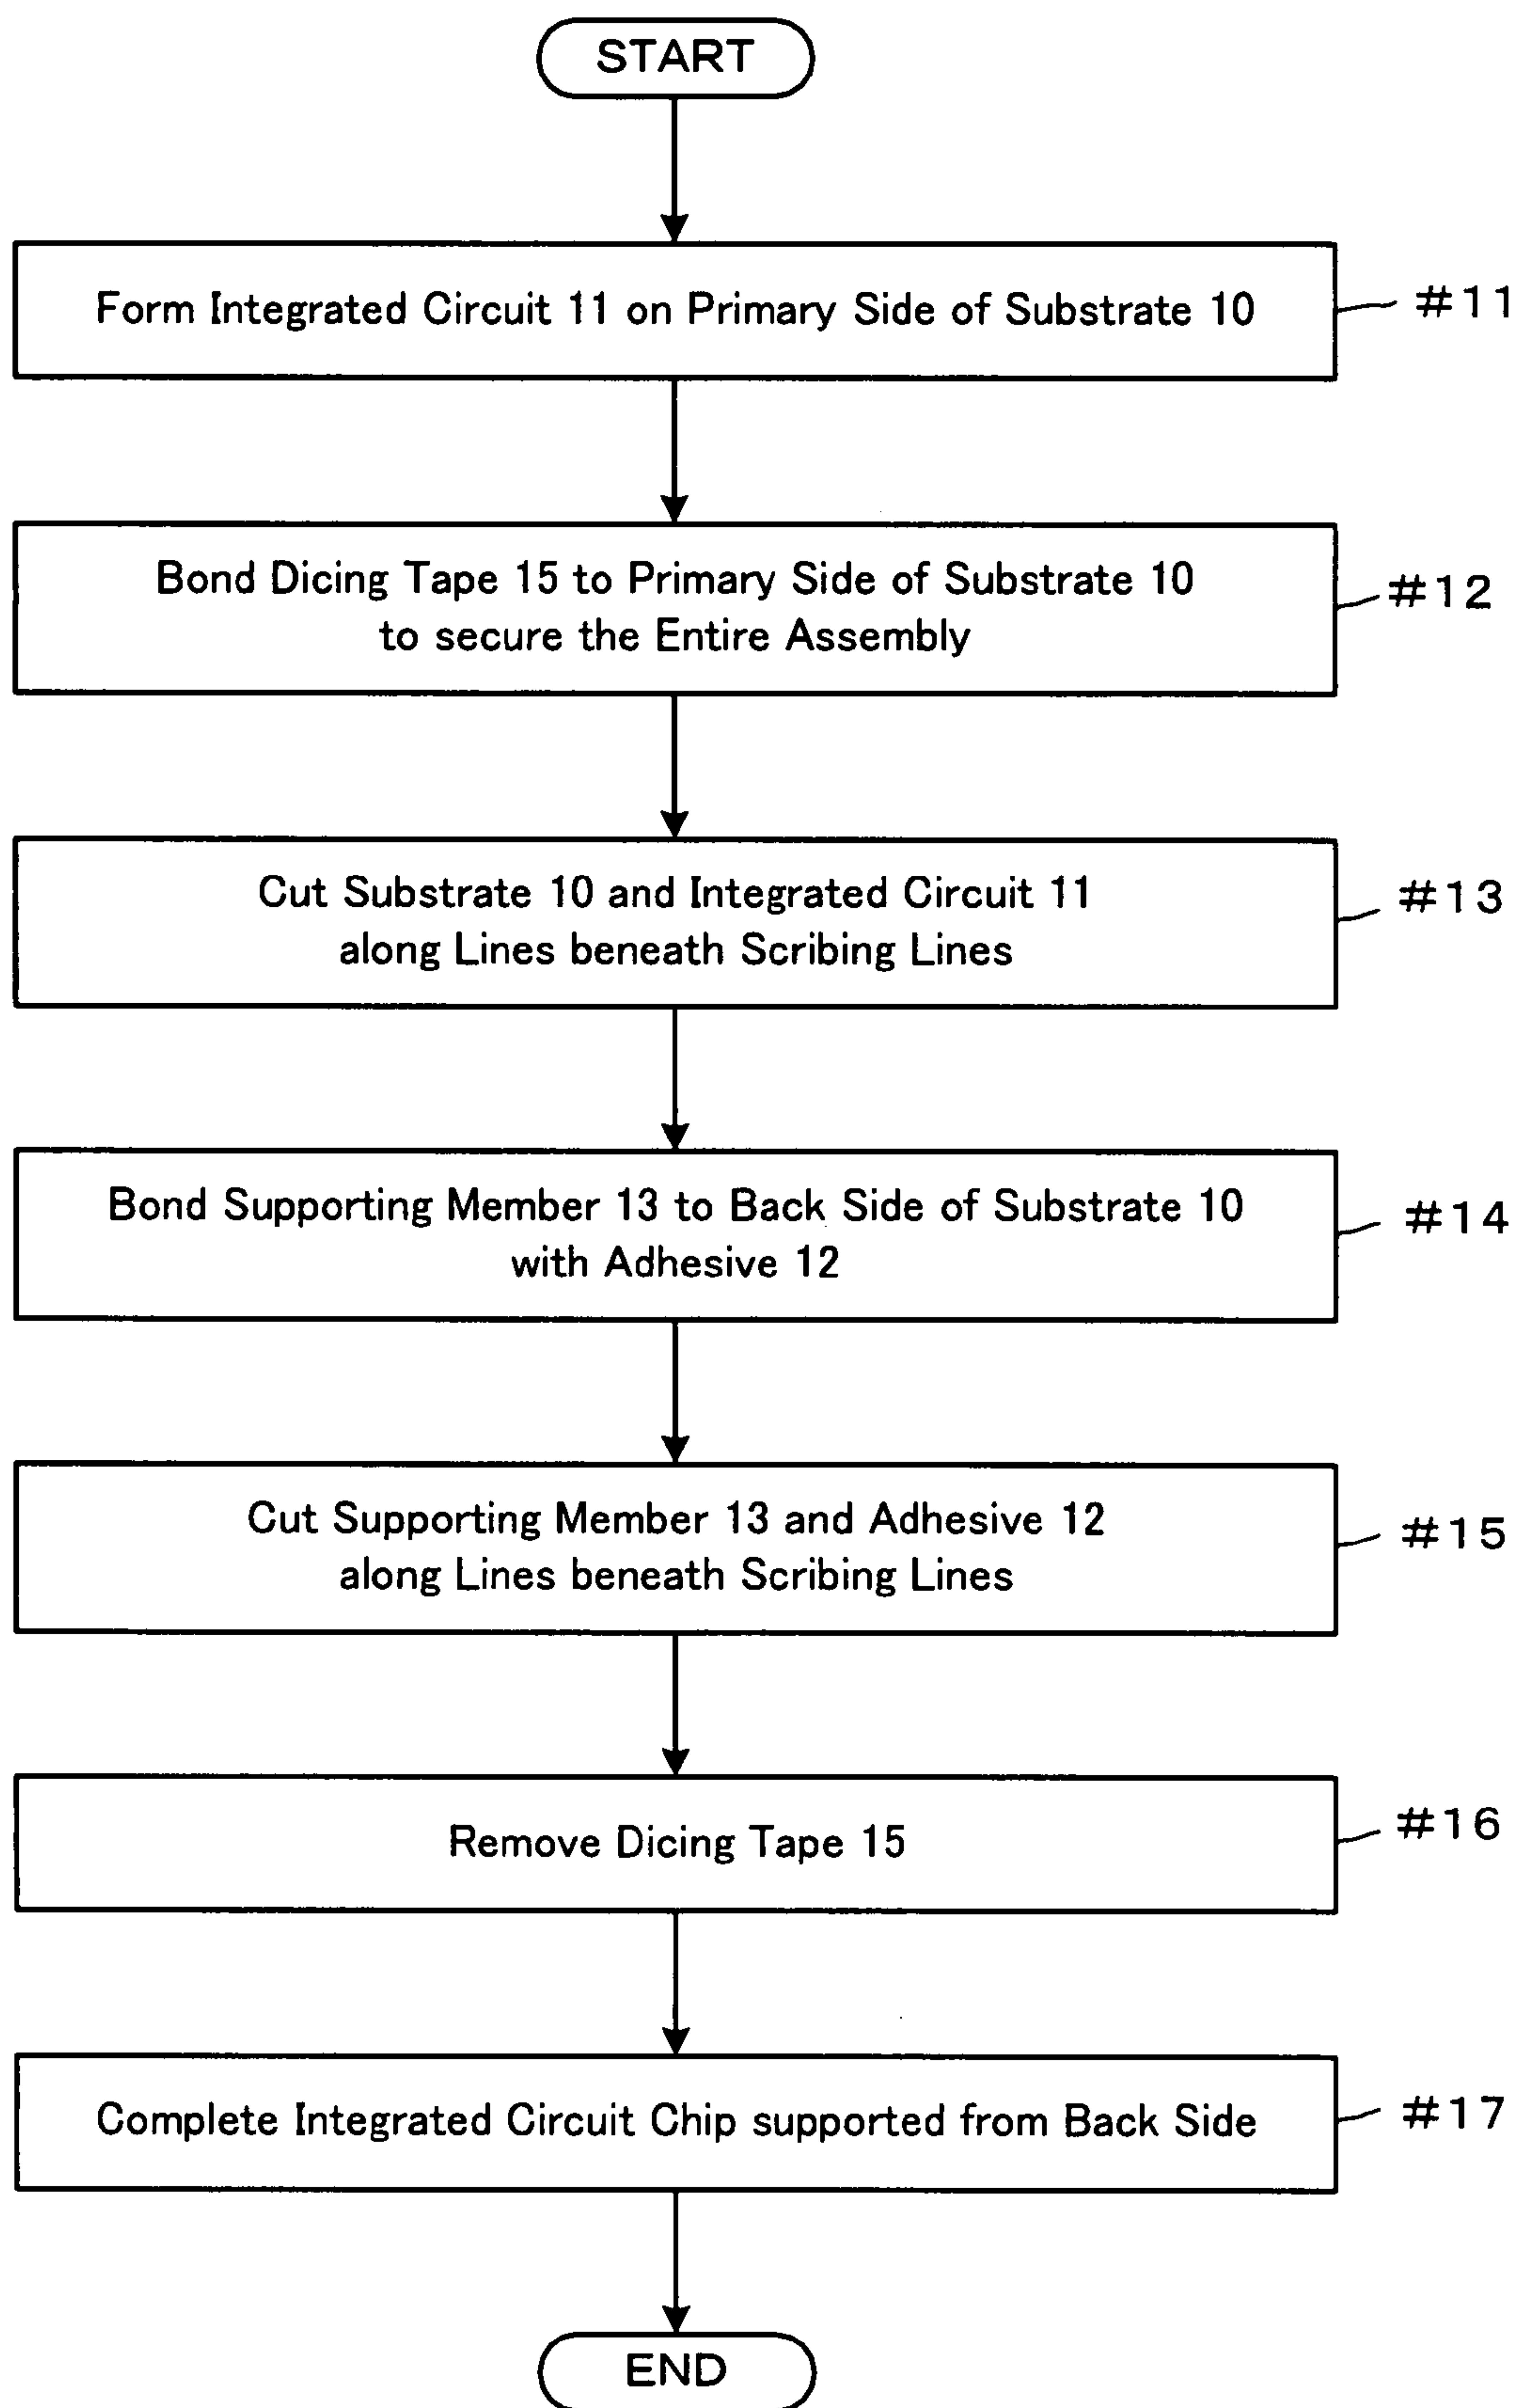 START
Form Integrated Circuit 11 on Primary Side of Substrate 10
#11
Bond Dicing Tape 15 to Primary Side of Substrate 10
to secure the Entire Assembly
#12
Cut Substrate 10 and Integrated Circuit 11
along Lines beneath Scribing Lines
#13
Bond Supporting Member 13 to Back Side of Substrate 10
with Adhesive 12
#14
Cut Supporting Member 13 and Adhesive 12
along Lines beneath Scribing Lines
#15
Remove Dicing Tape 15
#16
Complete Integrated Circuit Chip supported from Back Side
#17
END